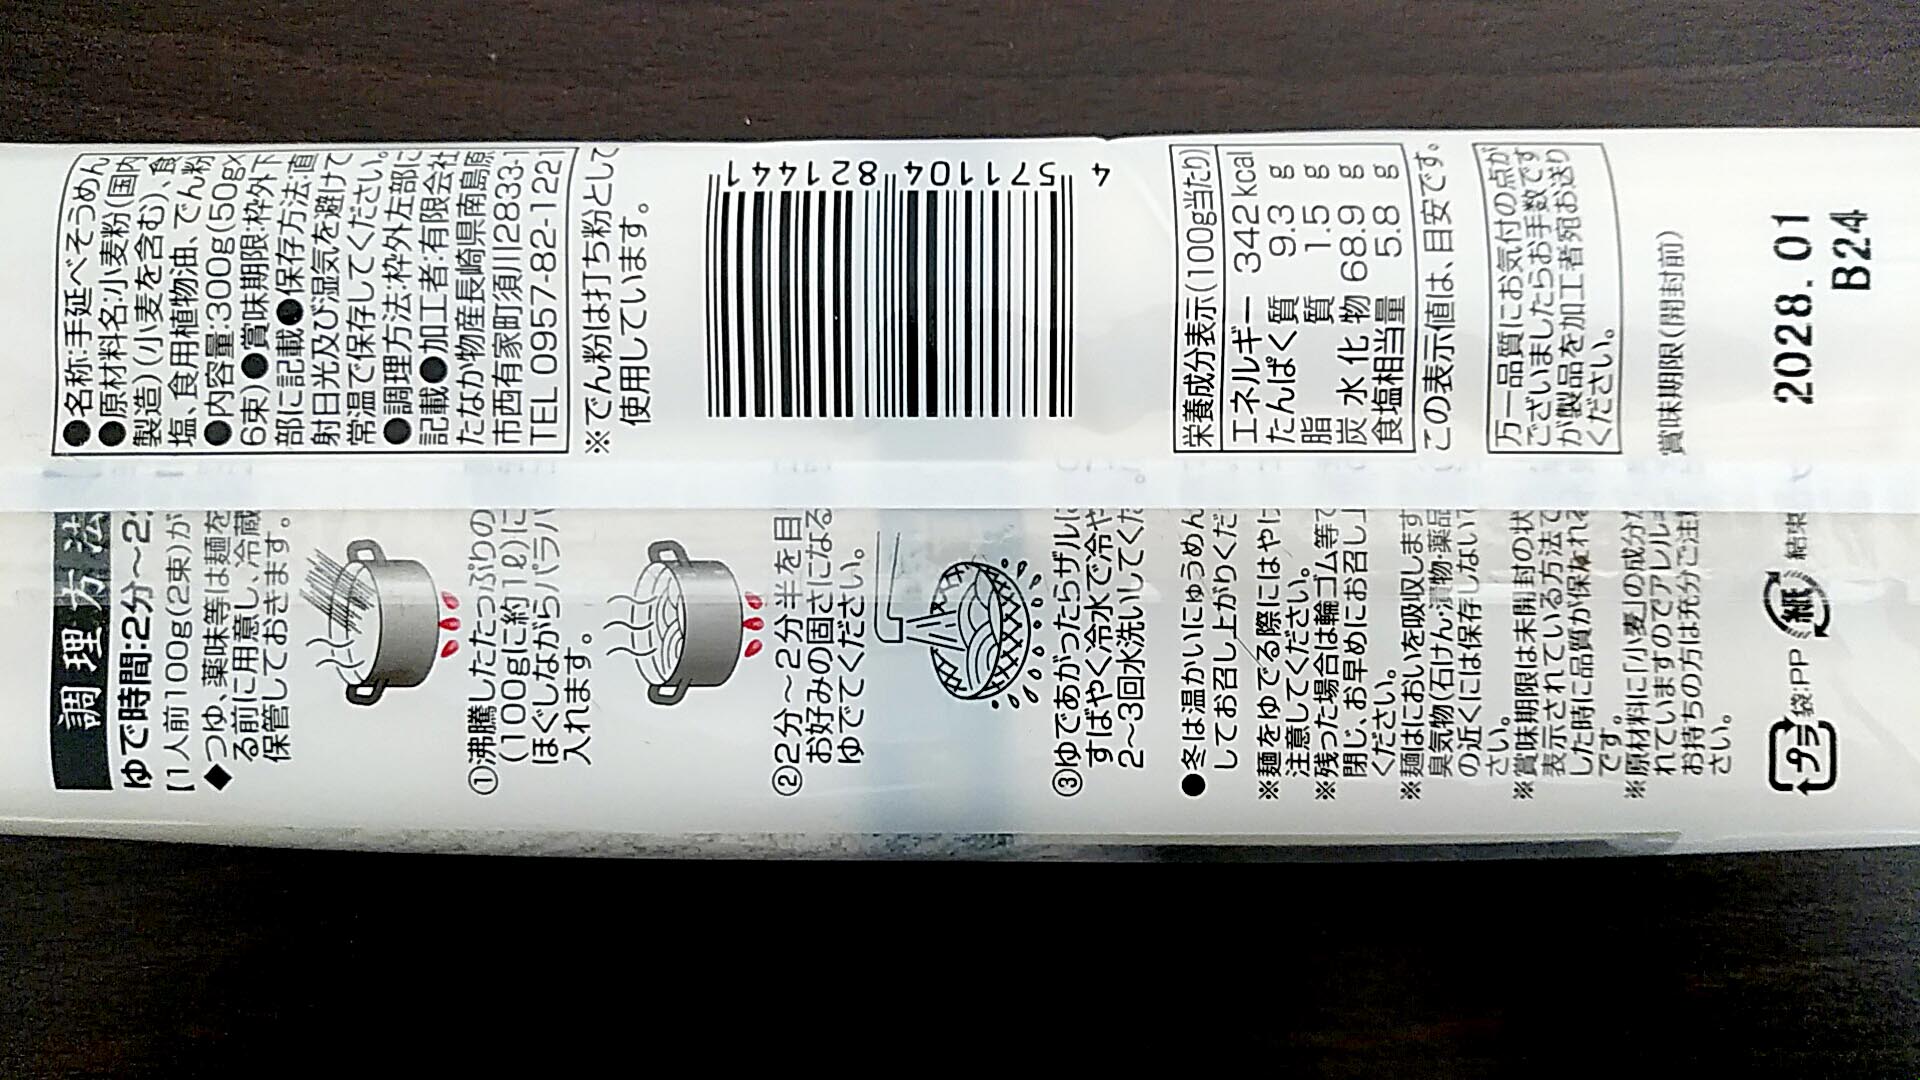 ●名称:手延べそうめん
●原材料名:小麦粉(国内
製造)(小麦を含む)、食
塩、食用植物油、でん粉
●内容量:300g(50g×
6束)●賞味期限:枠外下
部に記載●保存方法:直
射日光及び湿気を避けて
常温で保存してください。
●調理方法:枠外左部に
記載●加工者:有限会社
たなか物産 長崎県南島原
市西有家町須川2833-1
TEL 0957-82-1221
※でん粉は打ち粉として
使用しています。
4 571104 821441
栄養成分表示(100g当たり)
エネルギー 342kcal
たんぱく質 9.3 g
脂質 1.5 g
炭水化物 68.9 g
食塩相当量 5.8 g
この表示値は、目安です。
万一品質にお気付の点が
ございましたらお手数です
が製品を加工者宛お送り
ください。
賞味期限(開封前)
2028.01
B24
調理方法
ゆで時間:2分〜2
[1人前100g(2束)が
◆つゆ、薬味等は麺を
る前に用意し、冷蔵
保管しておきます。
①沸騰したたっぷりの
(100gに約1ℓ)に
ほぐしながらパラパ
入れます。
②2分〜2分半を目
お好みの固さになる
ゆでてください。
③ゆであがったらザルに
すばやく冷水で冷や
2〜3回水洗いしてくだ
●冬は温かいにゅうめん
してお召し上がりくだ
※麺をゆでる際にはやけ
注意してください。
※残った場合は輪ゴム等で
閉じ、お早めにお召し上
ください。
※麺はにおいを吸収します
臭気物(石けん・漬物・薬品
の近くには保存しないで
さい。
※賞味期限は未開封の状
表示されている方法で
した時に品質が保たれる
です。
※原材料に「小麦」の成分が
れていますのでアレルギ
お持ちの方は充分ご注意
さい。
プラ 袋:PP 紙 結束